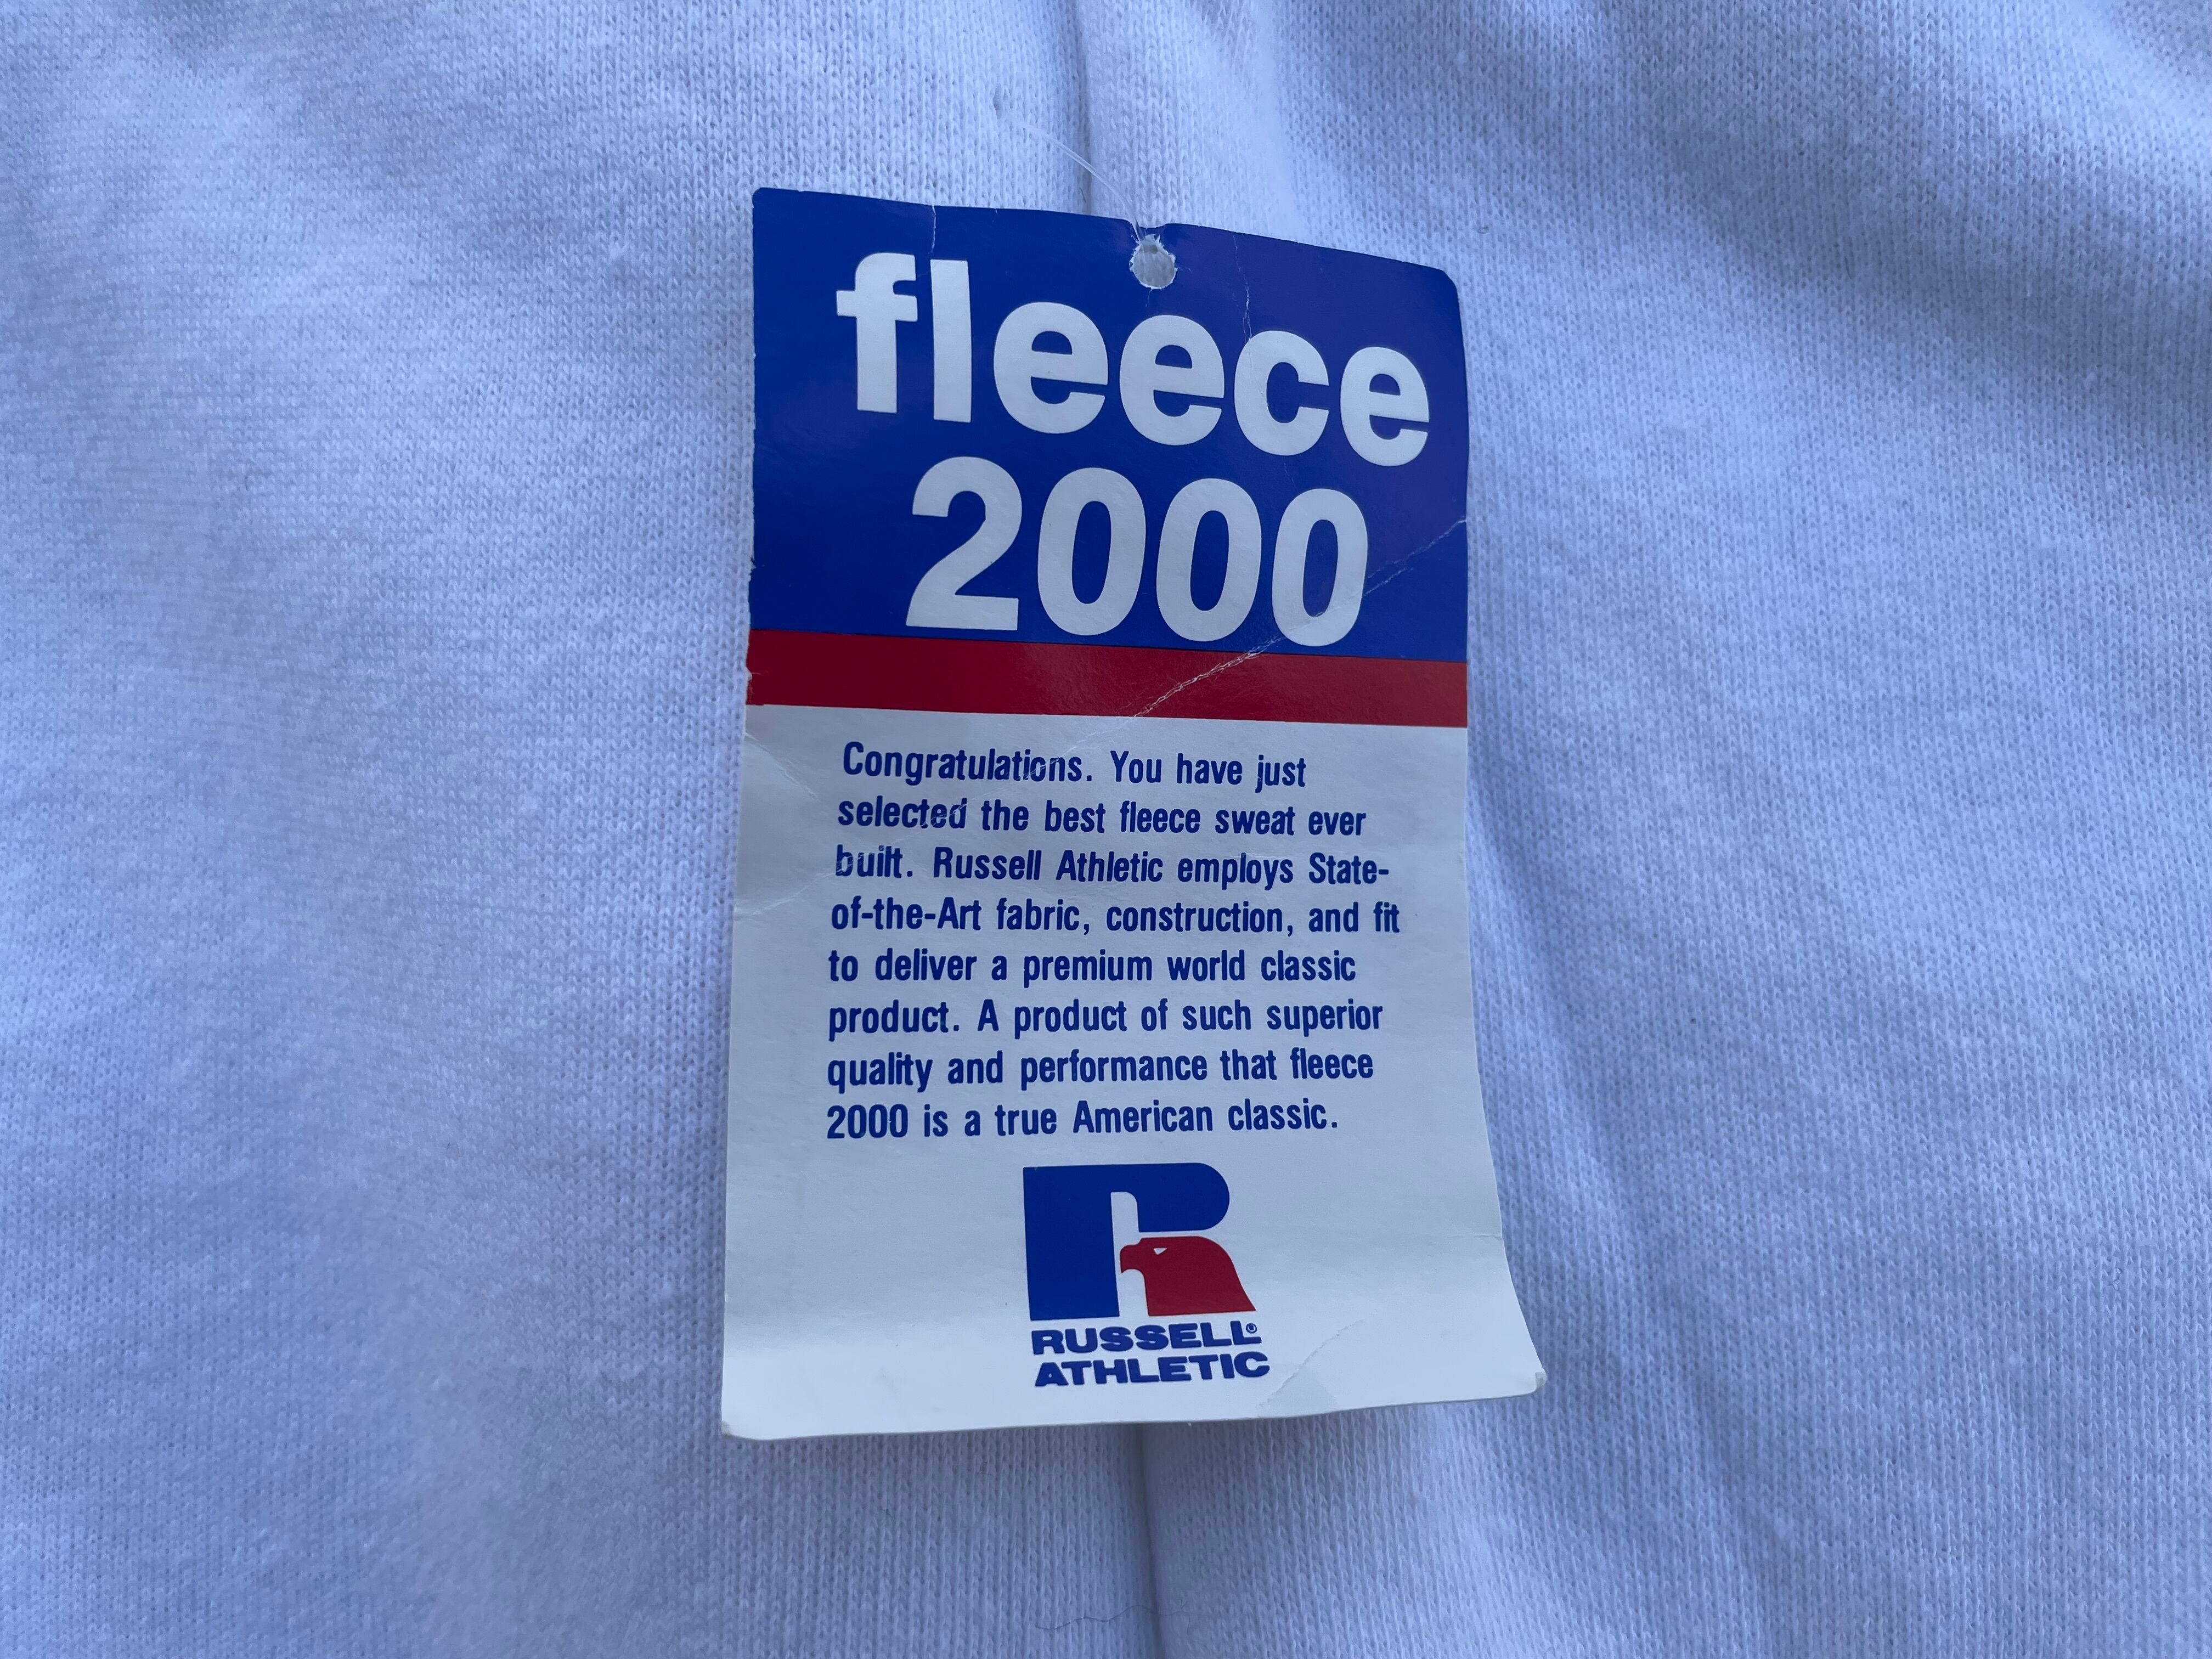 fleece
2000
Congratulations. You have just
selected the best fleece sweat ever
built. Russell Athletic employs State-
of-the-Art fabric, construction, and fit
to deliver a premium world classic
product. A product of such superior
quality and performance that fleece
2000 is a true American classic.
RUSSELL®
ATHLETIC